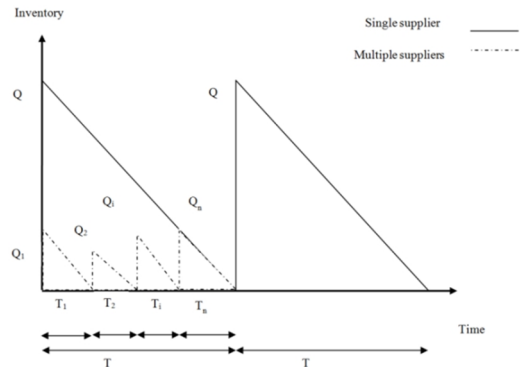 Inventory
Single supplier
Multiple suppliers
Q
Q
Qi
Qn
Q2
Q1
T1
T2
Ti
Tn
Time
T
T